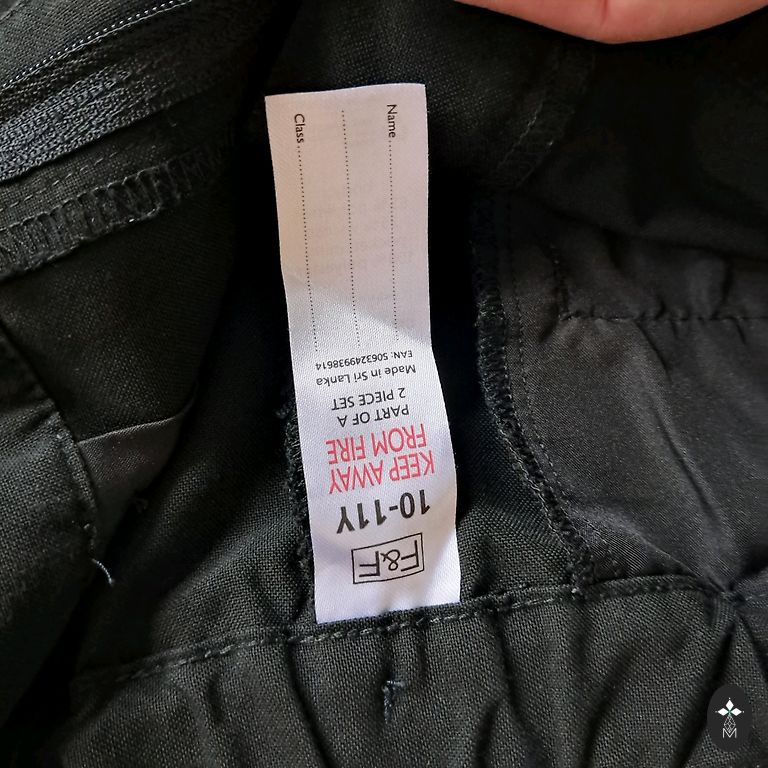 F&F
10-11Y
KEEP AWAY
FROM FIRE
PART OF A
2 PIECE SET
Made in Sri Lanka
EAN: 5063249938614
Name
Class
M